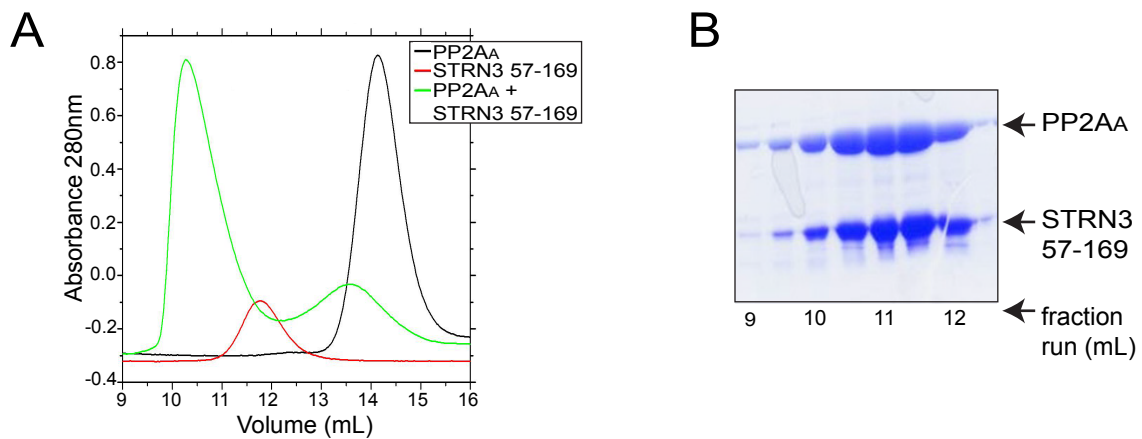 A
Absorbance 280nm
0.8
0.6
0.4
0.2
0.0
-0.2
-0.4
9 10 11 12 13 14 15 16
Volume (mL)
PP2AA
STRN3 57-169
PP2AA +
STRN3 57-169
B
PP2AA
STRN3
57-169
9 10 11 12
fraction
run (mL)